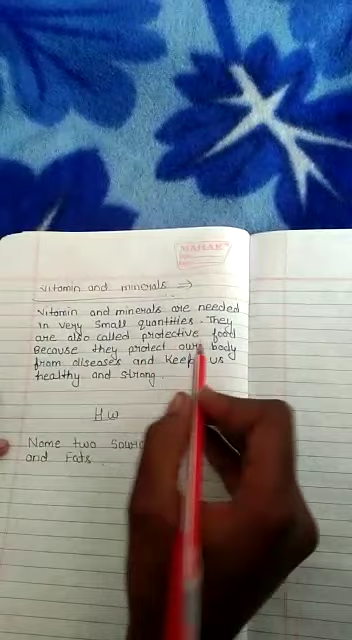 MAHAK
vitamin and minerals ⇒
Vitamin and minerals are needed
in very small quantities. They
are also called protective food
Because they protect our body
from diseases and Keep us
healthy and strong.
H W
Name two
and Fats